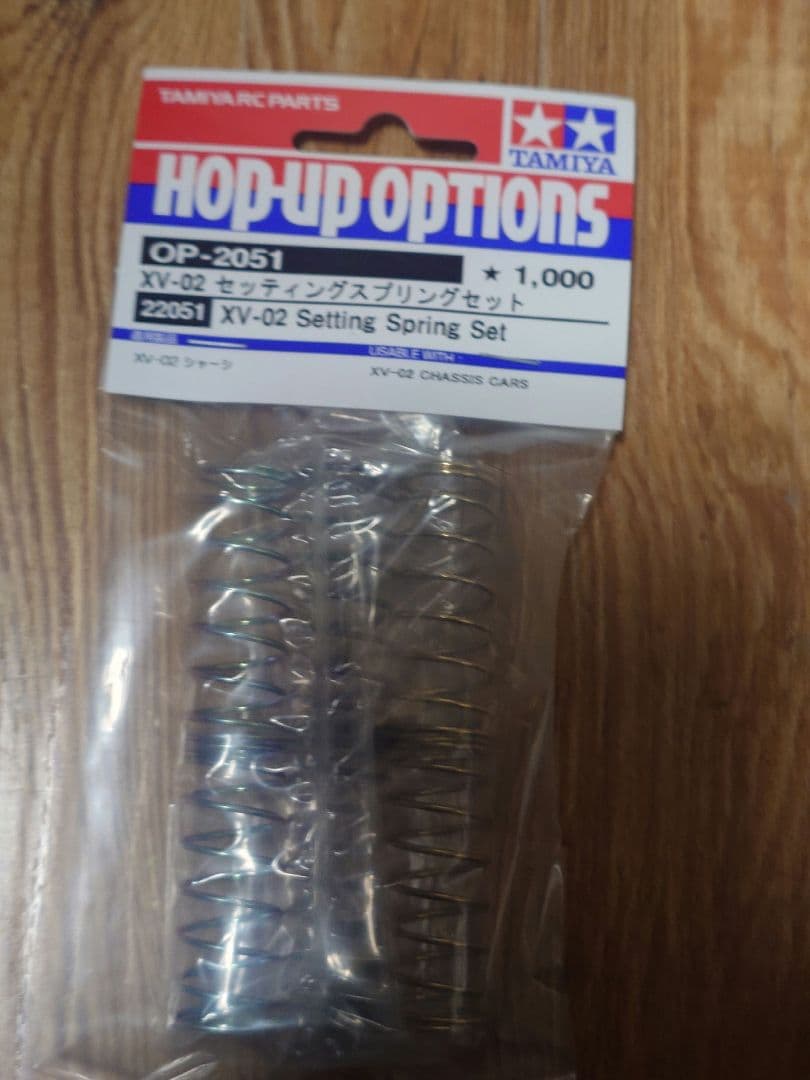 TAMIYA RC PARTS
TAMIYA
HOP-UP OPTIONS
OP-2051
★ 1,000
XV-02 セッティングスプリングセット
22051 XV-02 Setting Spring Set
USABLE WITH
XV-02 シャーシ
XV-02 CHASSIS CARS